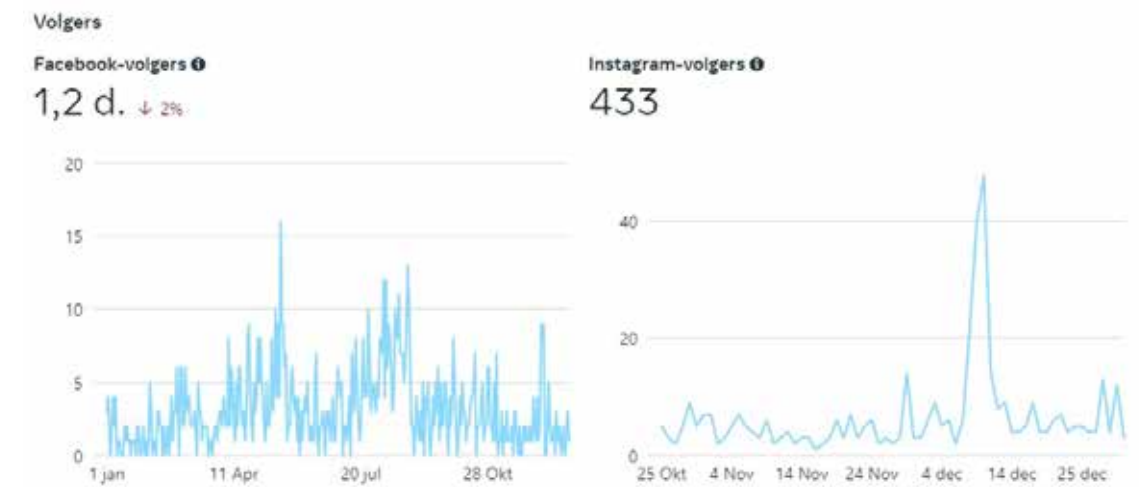 Volgers
Facebook-volgers
1,2 d. ↓ 2%
20
15
10
5
0
1 jan 11 Apr 20 jul 28 Okt
Instagram-volgers
433
40
20
0
25 Okt 4 Nov 14 Nov 24 Nov 4 dec 14 dec 25 dec